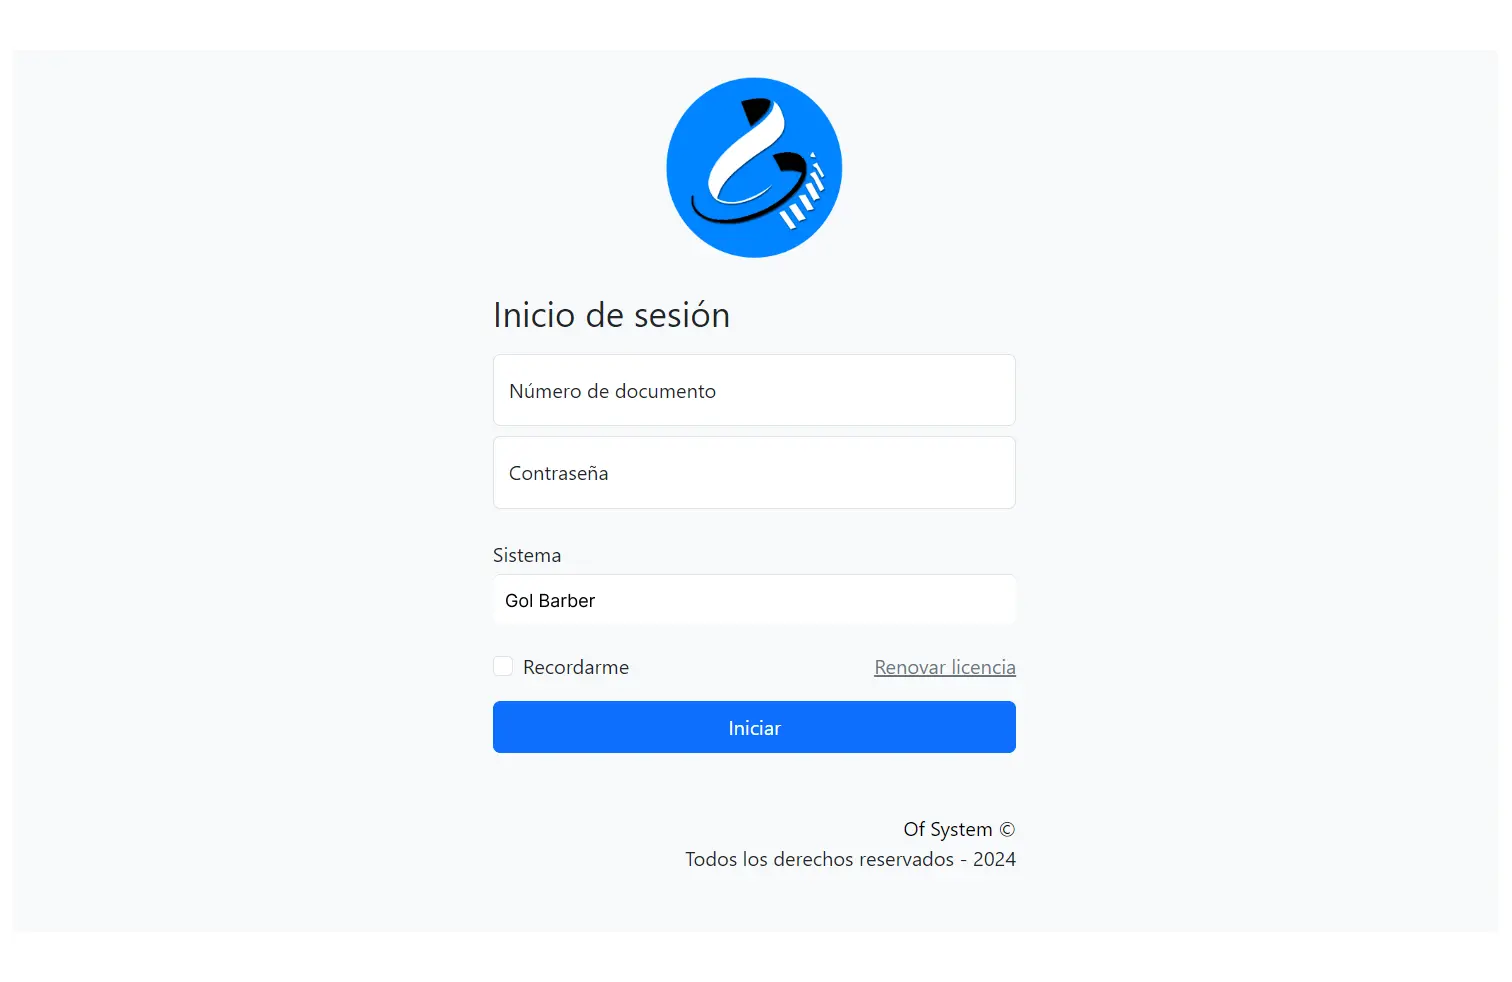 Inicio de sesión
Número de documento
Contraseña
Sistema
Gol Barber
Recordarme
Renovar licencia
Iniciar
Of System ©
Todos los derechos reservados - 2024